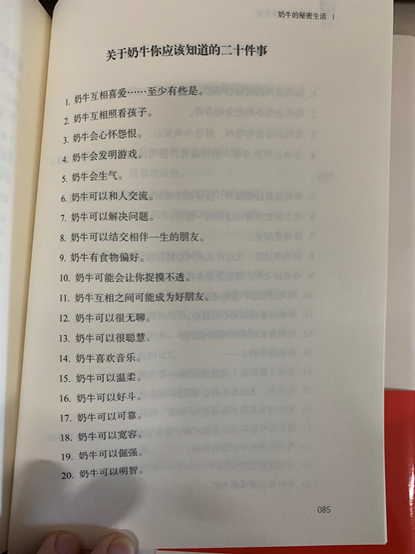 奶牛的秘密生活 |
关于奶牛你应该知道的二十件事
1. 奶牛互相喜爱……至少有些是。
2. 奶牛互相照看孩子。
3. 奶牛会心怀怨恨。
4. 奶牛会发明游戏。
5. 奶牛会生气。
6. 奶牛可以和人交流。
7. 奶牛可以解决问题。
8. 奶牛可以结交相伴一生的朋友。
9. 奶牛有食物偏好。
10. 奶牛可能会让你捉摸不透。
11. 奶牛互相之间可能成为好朋友。
12. 奶牛可以很无聊。
13. 奶牛可以很聪慧。
14. 奶牛喜欢音乐。
15. 奶牛可以温柔。
16. 奶牛可以好斗。
17. 奶牛可以可靠。
18. 奶牛可以宽容。
19. 奶牛可以倔强。
20. 奶牛可以明智。
085